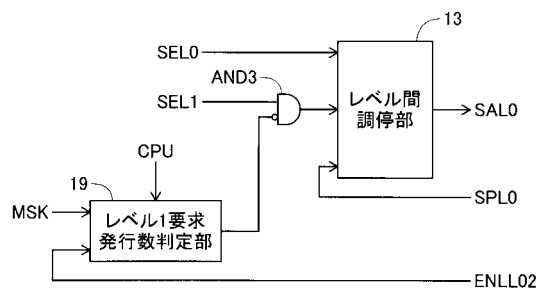 13
SEL0
AND3
レベル間
調停部
SEL1
SAL0
CPU
19
SPL0
MSK
レベル1要求
発行数判定部
ENLL02